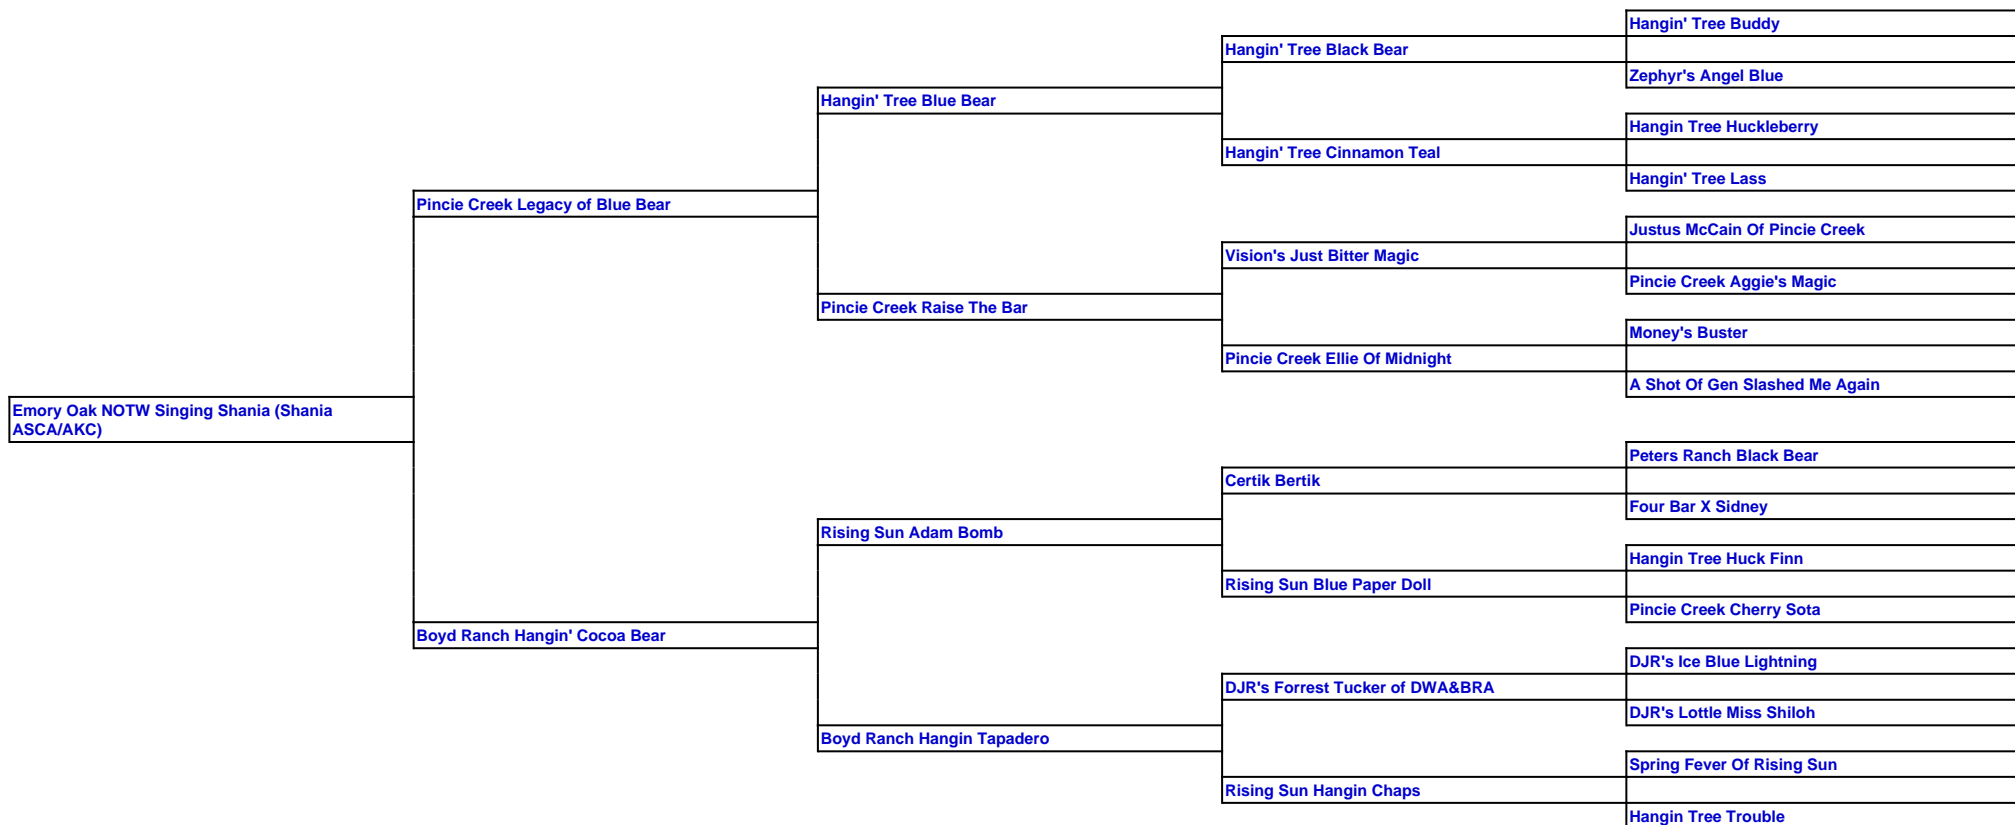 Hangin' Tree Buddy
Hangin' Tree Black Bear
Zephyr's Angel Blue
Hangin' Tree Blue Bear
Hangin Tree Huckleberry
Hangin' Tree Cinnamon Teal
Hangin' Tree Lass
Pincie Creek Legacy of Blue Bear
Justus McCain Of Pincie Creek
Vision's Just Bitter Magic
Pincie Creek Aggie's Magic
Pincie Creek Raise The Bar
Money's Buster
Pincie Creek Ellie Of Midnight
A Shot Of Gen Slashed Me Again
Emory Oak NOTW Singing Shania (Shania
ASCA/AKC)
Peters Ranch Black Bear
Certik Bertik
Four Bar X Sidney
Rising Sun Adam Bomb
Hangin Tree Huck Finn
Rising Sun Blue Paper Doll
Pincie Creek Cherry Sota
Boyd Ranch Hangin' Cocoa Bear
DJR's Ice Blue Lightning
DJR's Forrest Tucker of DWA&BRA
DJR's Lottle Miss Shiloh
Boyd Ranch Hangin Tapadero
Spring Fever Of Rising Sun
Rising Sun Hangin Chaps
Hangin Tree Trouble